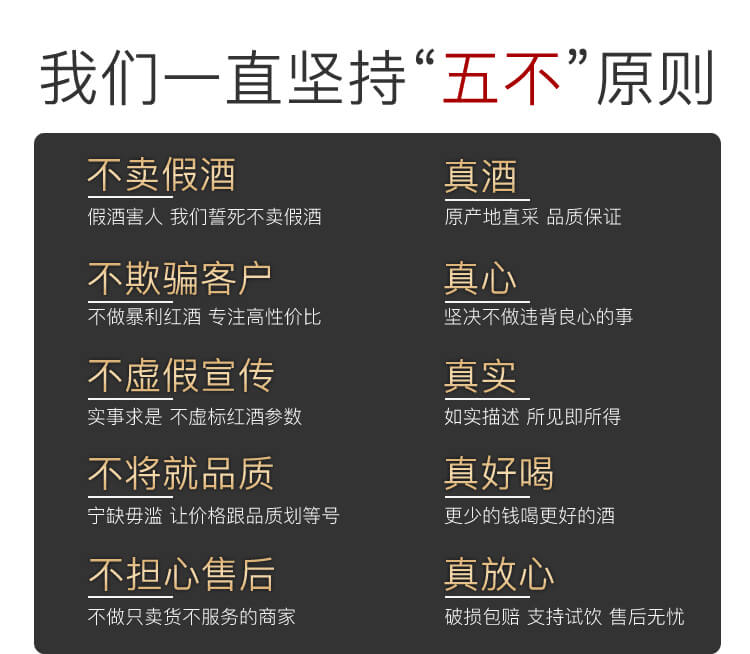 我们一直坚持“五不”原则
不卖假酒
假酒害人 我们誓死不卖假酒
真酒
原产地直采 品质保证
不欺骗客户
不做暴利红酒 专注高性价比
真心
坚决不做违背良心的事
不虚假宣传
实事求是 不虚标红酒参数
真实
如实描述 所见即所得
不将就品质
宁缺毋滥 让价格跟品质划等号
真好喝
更少的钱喝更好的酒
不担心售后
不做只卖货不服务的商家
真放心
破损包赔 支持试饮 售后无忧